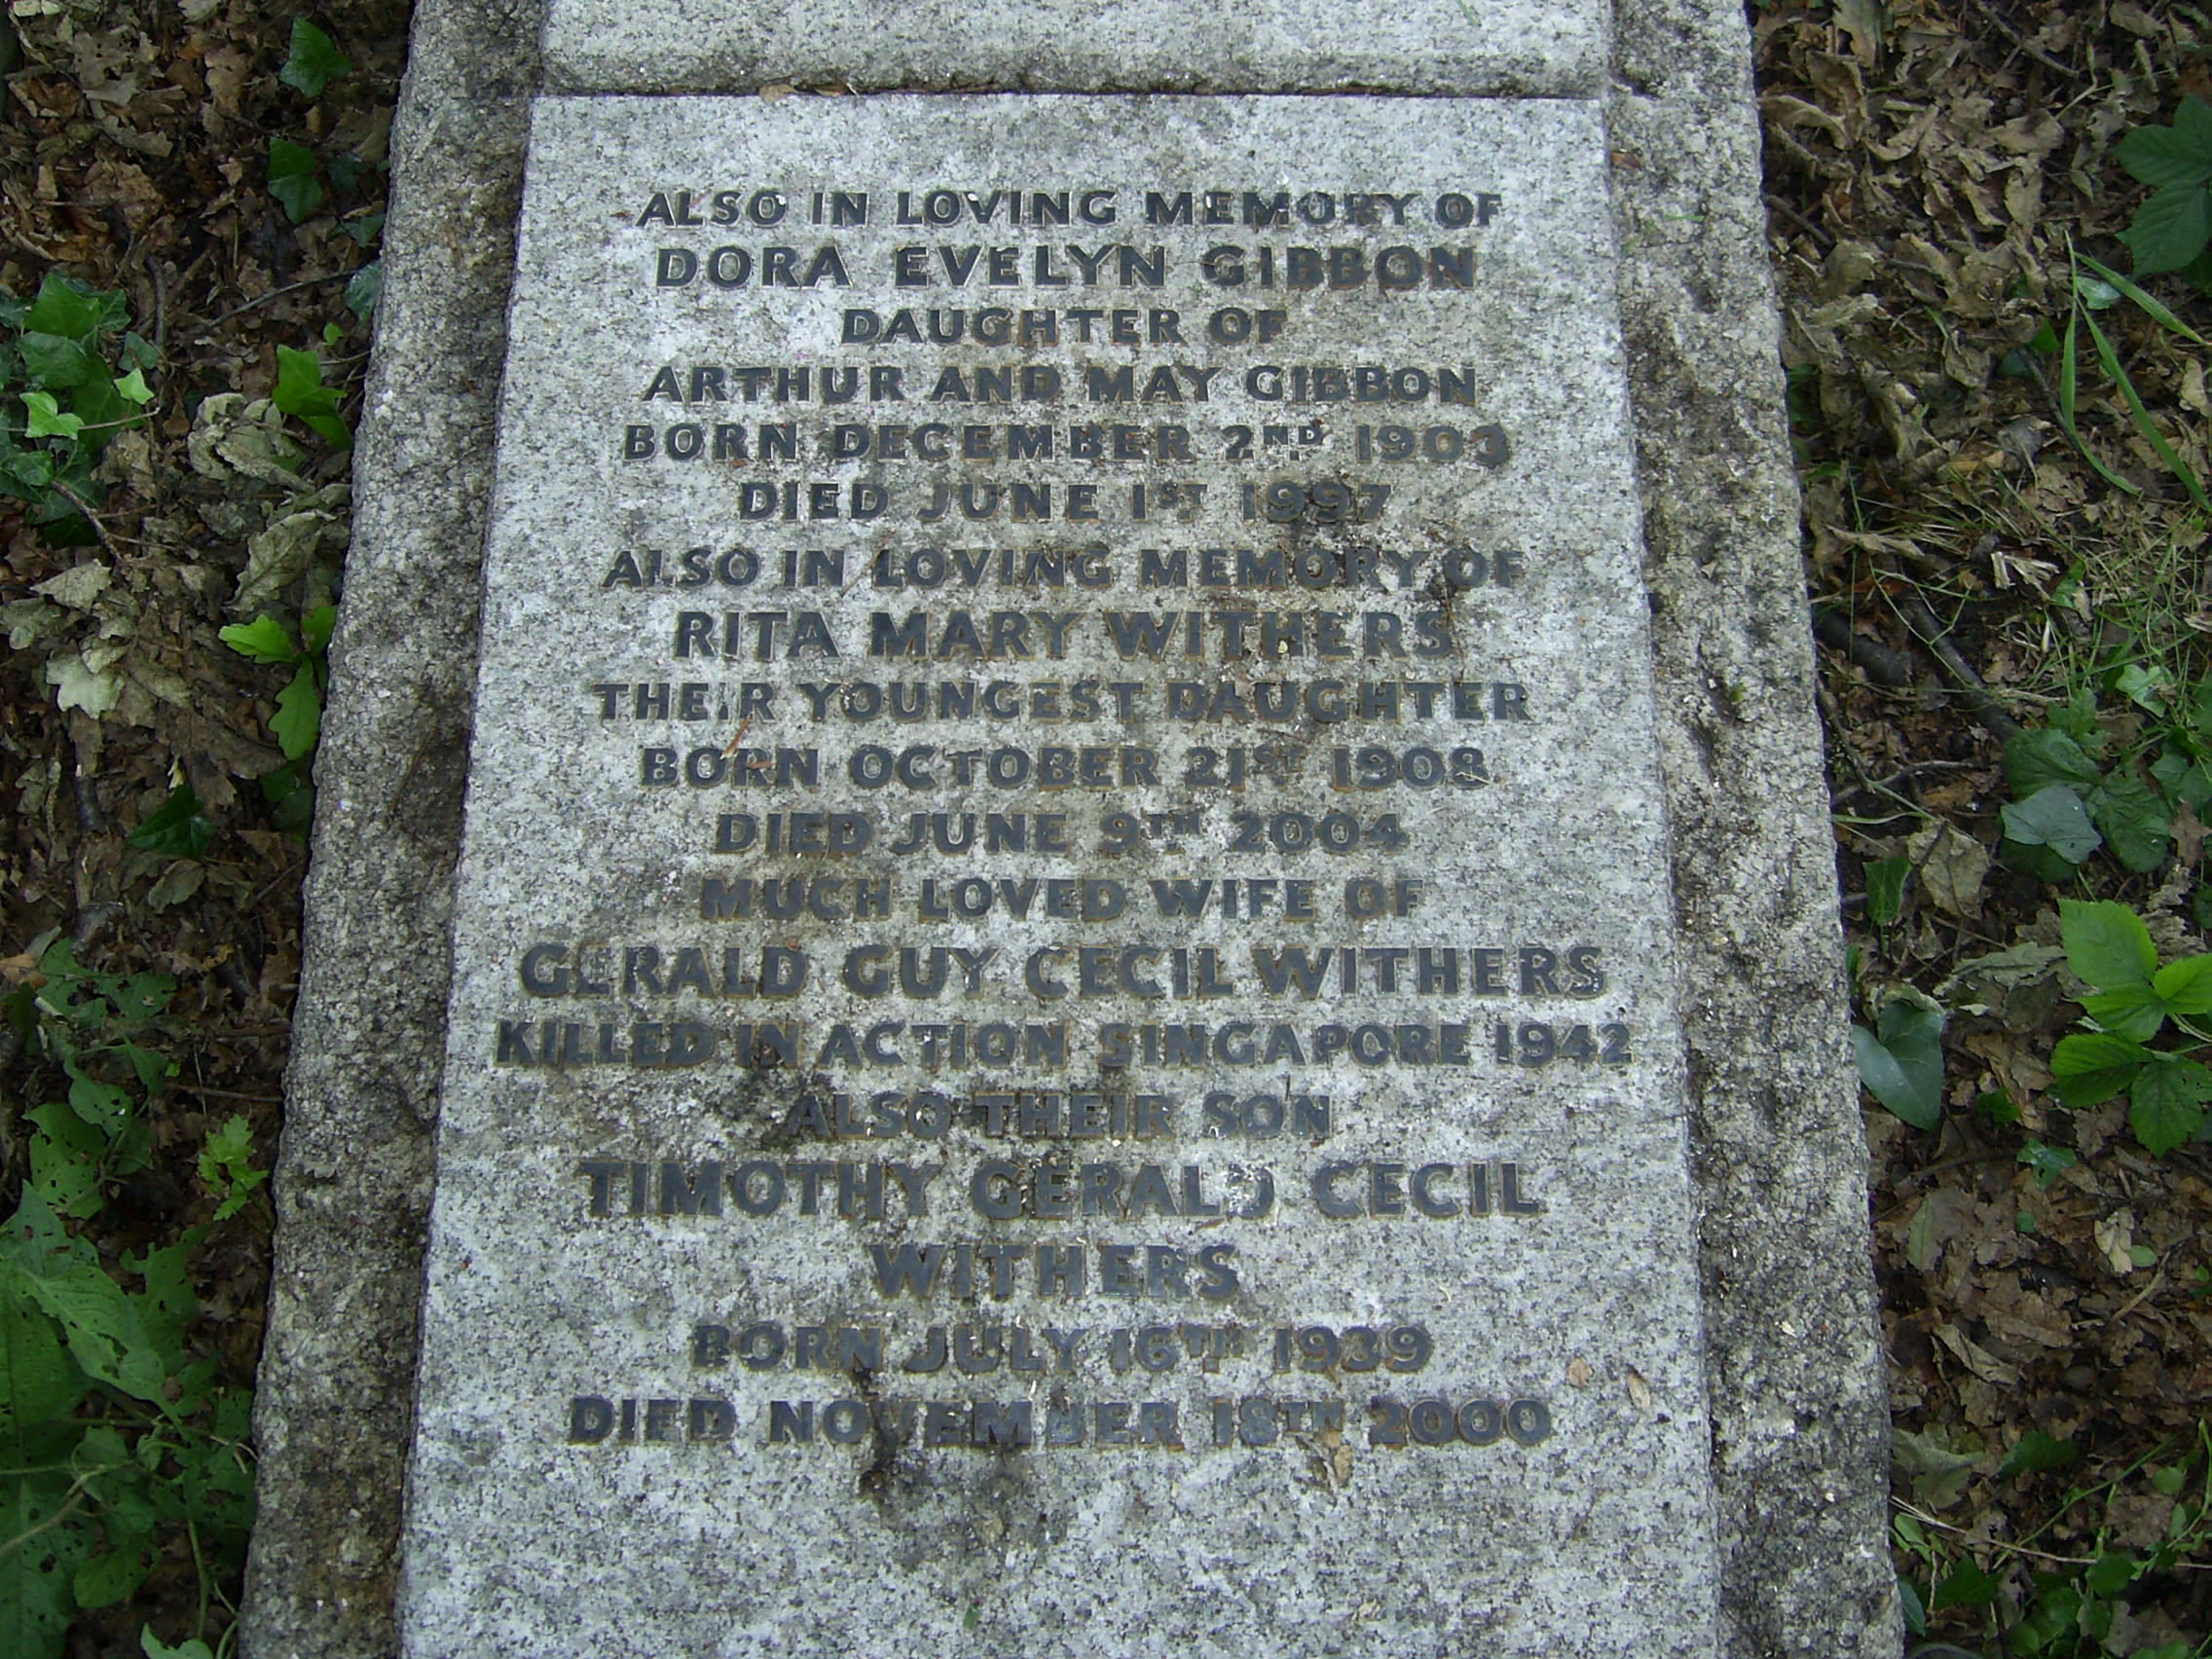 ALSO IN LOVING MEMORY OF
DORA EVELYN GIBBON
DAUGHTER OF
ARTHUR AND MAY GIBBON
BORN DECEMBER 2ND 1903
DIED JUNE 1ST 1997
ALSO IN LOVING MEMORY OF
RITA MARY WITHERS
THEIR YOUNGEST DAUGHTER
BORN OCTOBER 21ST 1908
DIED JUNE 9TH 2004
MUCH LOVED WIFE OF
GERALD GUY CECIL WITHERS
KILLED IN ACTION SINGAPORE 1942
ALSO THEIR SON
TIMOTHY GERALD CECIL
WITHERS
BORN JULY 16TH 1939
DIED NOVEMBER 18TH 2000